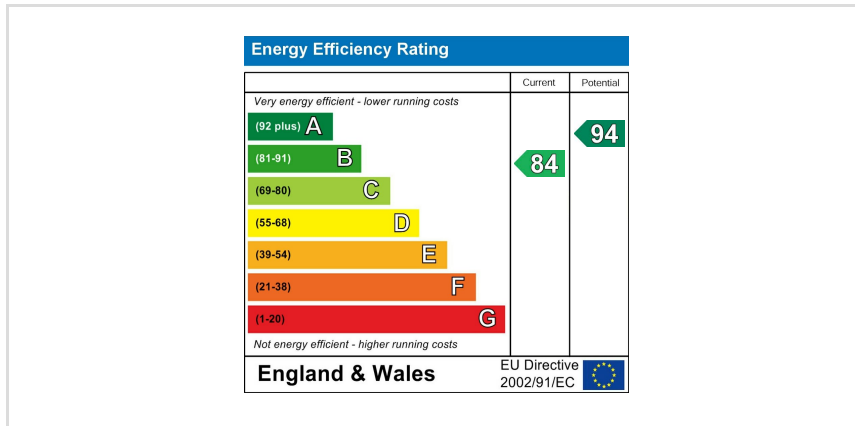 Energy Efficiency Rating
Current Potential
Very energy efficient - lower running costs
(92 plus) A
94
(81-91) B
84
(69-80) C
(55-68) D
(39-54) E
(21-38) F
(1-20) G
Not energy efficient - higher running costs
England & Wales
EU Directive
2002/91/EC